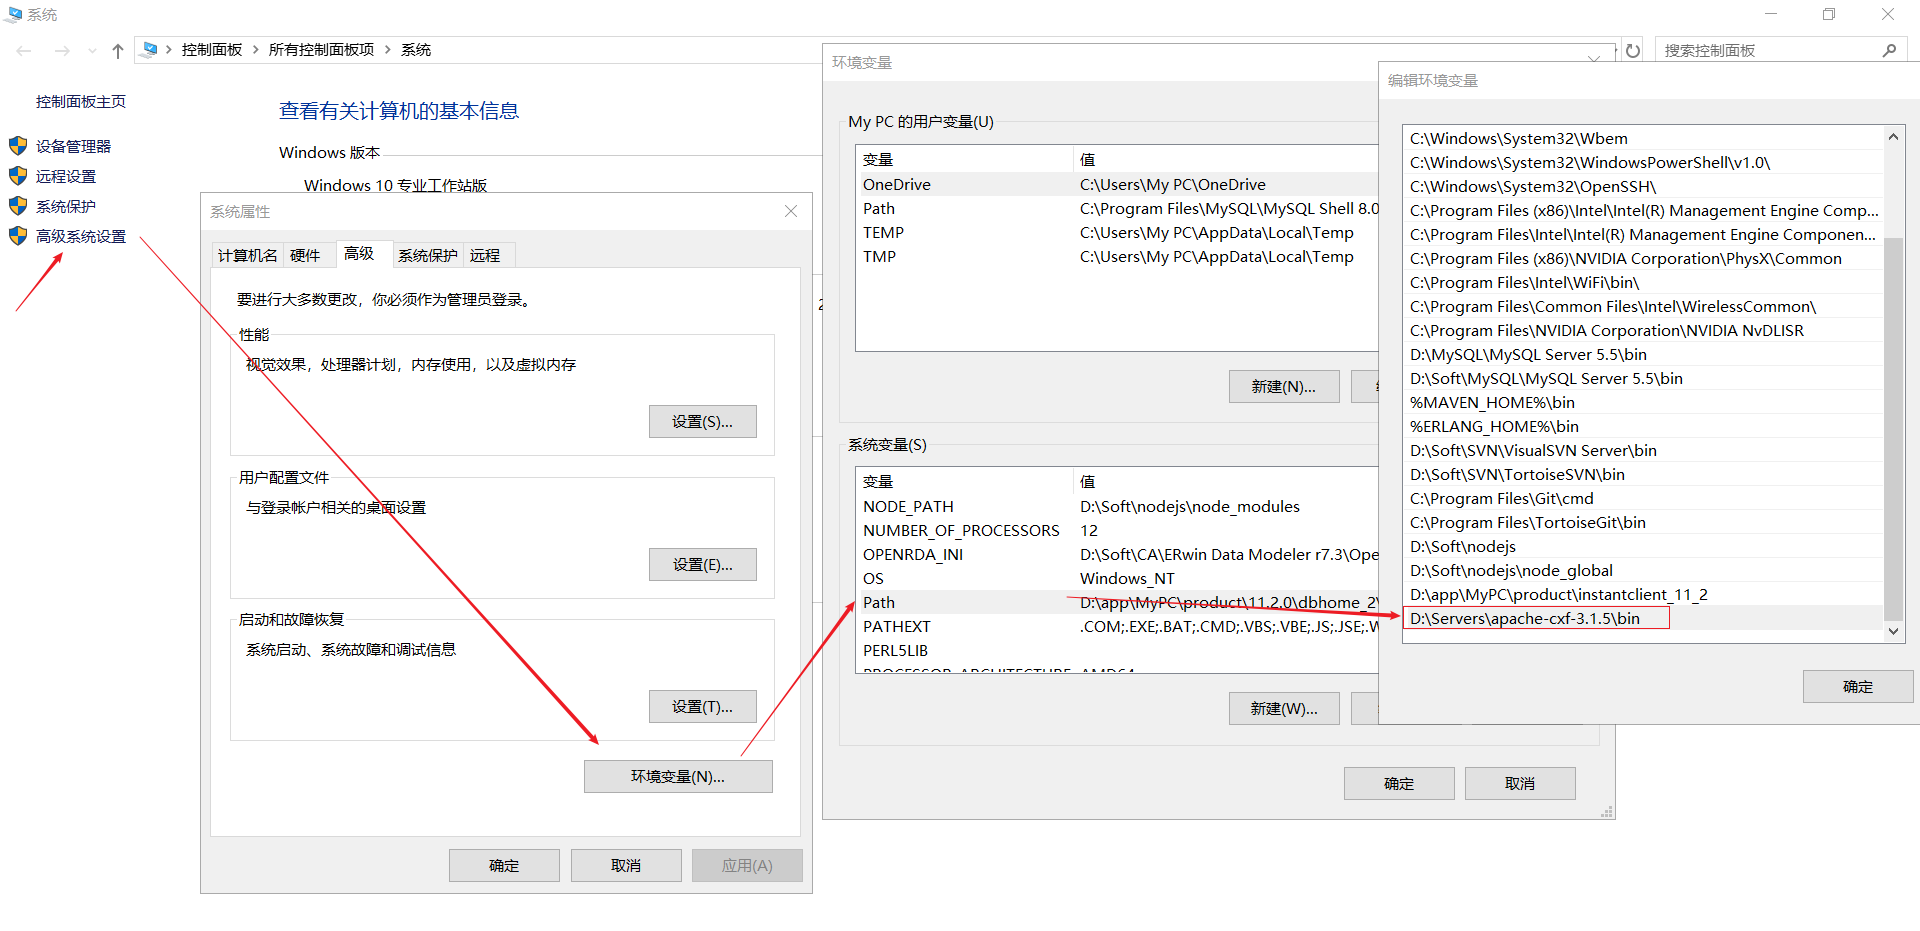 系统
控制面板
所有控制面板项
系统
搜索控制面板
控制面板主页
设备管理器
远程设置
系统保护
高级系统设置
查看有关计算机的基本信息
Windows 版本
Windows 10 专业工作站版
系统属性
计算机名
硬件
高级
系统保护
远程
要进行大多数更改，你必须作为管理员登录。
性能
视觉效果，处理器计划，内存使用，以及虚拟内存
设置(S)...
用户配置文件
与登录帐户相关的桌面设置
设置(E)...
启动和故障恢复
系统启动、系统故障和调试信息
设置(T)...
环境变量(N)...
确定
取消
应用(A)
环境变量
My PC 的用户变量(U)
变量 值
OneDrive C:\Users\My PC\OneDrive
Path C:\Program Files\MySQL\MySQL Shell 8.0
TEMP C:\Users\My PC\AppData\Local\Temp
TMP C:\Users\My PC\AppData\Local\Temp
新建(N)...
系统变量(S)
变量 值
NODE_PATH D:\Soft\nodejs\node_modules
NUMBER_OF_PROCESSORS 12
OPENRDA_INI D:\Soft\CA\ERwin Data Modeler r7.3\Ope
OS Windows_NT
Path D:\app\MyPC\product\11.2.0\dbhome_2\
PATHEXT .COM;.EXE;.BAT;.CMD;.VBS;.VBE;.JS;.JSE;.W
PERL5LIB
PROCESSOR_ARCHITECTURE AMD64
新建(W)...
确定
取消
编辑环境变量
C:\Windows\System32\Wbem
C:\Windows\System32\WindowsPowerShell\v1.0\
C:\Windows\System32\OpenSSH\
C:\Program Files (x86)\Intel\Intel(R) Management Engine Comp...
C:\Program Files\Intel\Intel(R) Management Engine Componen...
C:\Program Files (x86)\NVIDIA Corporation\PhysX\Common
C:\Program Files\Intel\WiFi\bin\
C:\Program Files\Common Files\Intel\WirelessCommon\
C:\Program Files\NVIDIA Corporation\NVIDIA NvDLISR
D:\MySQL\MySQL Server 5.5\bin
D:\Soft\MySQL\MySQL Server 5.5\bin
%MAVEN_HOME%\bin
%ERLANG_HOME%\bin
D:\Soft\SVN\VisualSVN Server\bin
D:\Soft\SVN\TortoiseSVN\bin
C:\Program Files\Git\cmd
C:\Program Files\TortoiseGit\bin
D:\Soft\nodejs
D:\Soft\nodejs\node_global
D:\app\MyPC\product\instantclient_11_2
D:\Servers\apache-cxf-3.1.5\bin
确定